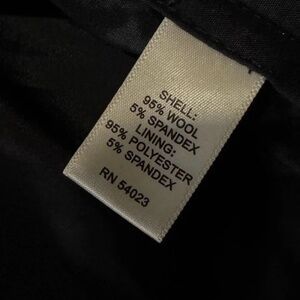 SHELL:
95% WOOL
5% SPANDEX
LINING:
95% POLYESTER
5% SPANDEX
RN 54023